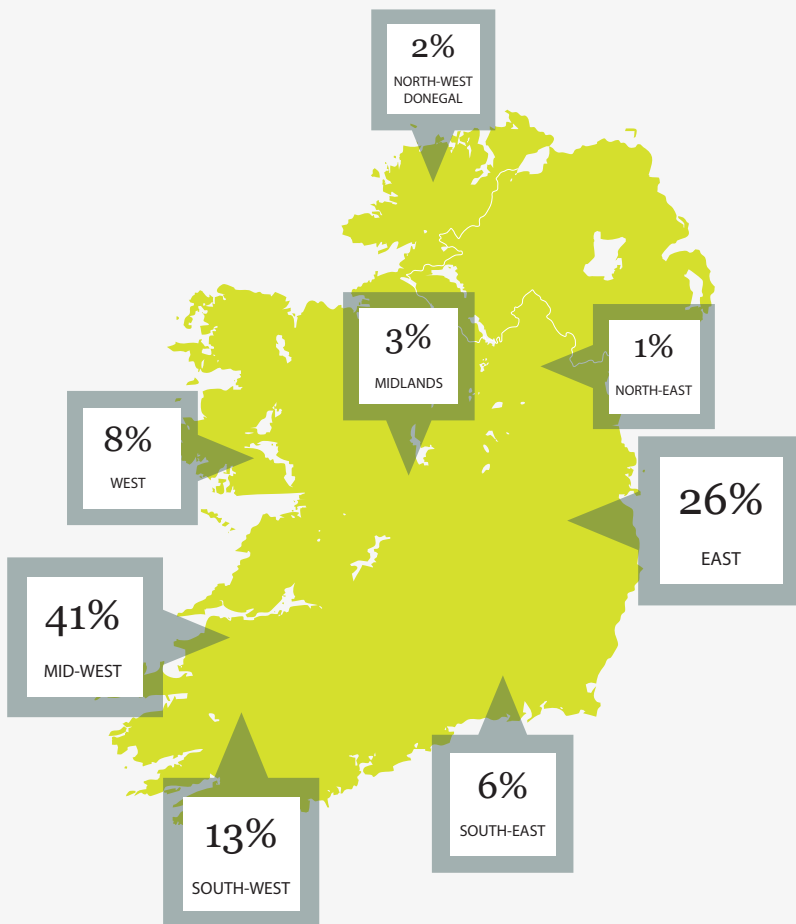 2%
NORTH-WEST
DONEGAL
3%
MIDLANDS
1%
NORTH-EAST
8%
WEST
26%
EAST
41%
MID-WEST
6%
SOUTH-EAST
13%
SOUTH-WEST